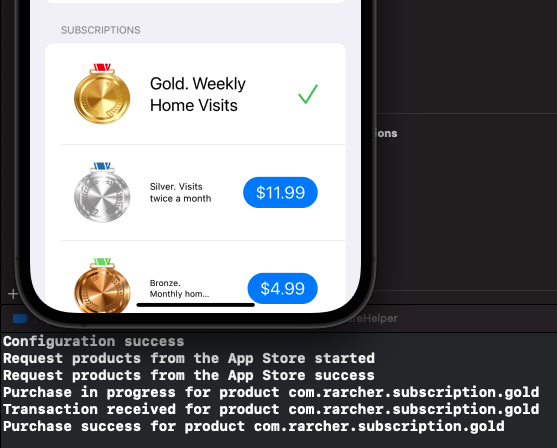 SUBSCRIPTIONS
Gold. Weekly
Home Visits
ions
Silver. Visits
twice a month
$11.99
Bronze.
Monthly hom...
$4.99
reHelper
Configuration success
Request products from the App Store started
Request products from the App Store success
Purchase in progress for product com.rarcher.subscription.gold
Transaction received for product com.rarcher.subscription.gold
Purchase success for product com.rarcher.subscription.gold